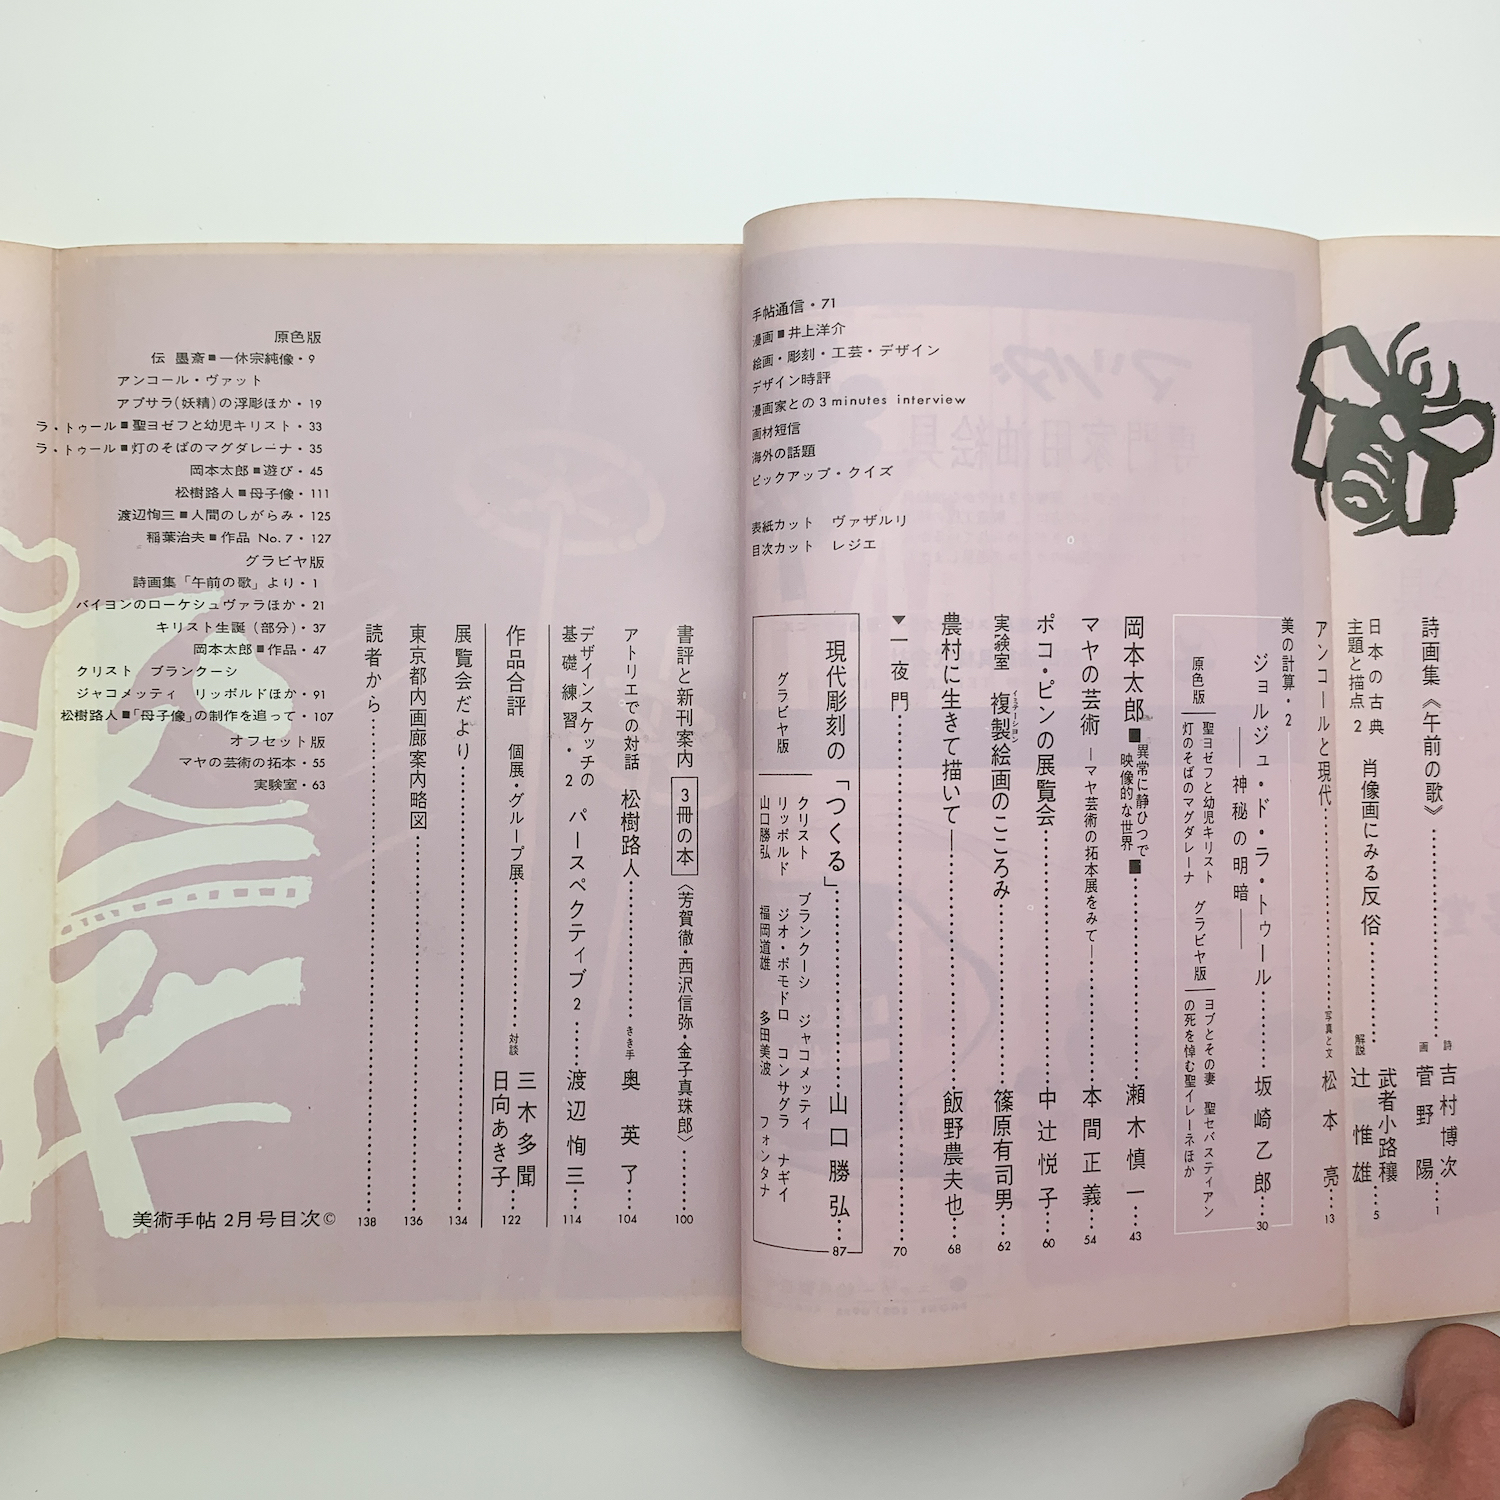 詩画集《午前の歌》……詩 吉村博次
画 菅野 陽…1
日本の古典
主題と描点 2 肖像画にみる反俗…… 武者小路穣
解説 辻 惟雄…5
アンコールと現代……写真と文 松本 亮…13
美の計算・2
ジョルジュ・ド・ラ・トゥール……坂崎乙郎…30
――神秘の明暗――
原色版 聖ヨゼフと幼児キリスト
灯のそばのマグダレーナ
グラビヤ版 ヨブとその妻 聖セバスティアン
の死を悼む聖イレーネほか
岡本太郎■異常に静ひつで
映像的な世界■……瀬木慎一…43
マヤの芸術 ―マヤ芸術の拓本展をみて―……本間正義…54
ポコ・ピンの展覧会……中辻悦子…60
実験室 複製絵画のこころみ……篠原有司男…62
イミテーション
農村に生きて描いて―……飯野農夫也…68
▼一夜門……70
現代彫刻の「つくる」……山口勝弘…87
グラビヤ版
クリスト ブランクーシ ジャコメッティ
リッポルド ジオ・ポモドロ コンサグラ ナギイ
山口勝弘 福岡道雄 多田美波 フォンタナ
手帖通信・71
漫画■井上洋介
絵画・彫刻・工芸・デザイン
デザイン時評
漫画家との3 minutes interview
画材短信
海外の話題
ピックアップ・クイズ
表紙カット ヴァザルリ
目次カット レジエ
書評と新刊案内 3冊の本 〈芳賀徹・西沢信弥・金子真珠郎〉……100
アトリエでの対話 松樹路人……きき手 奥 英了…104
デザインスケッチの
基礎練習・2 パースペクティブ2……渡辺恂三…114
作品合評 個展・グループ展……対談 三木多聞
日向あき子…122
展覧会だより……134
東京都内画廊案内略図……136
読者から……138
原色版
伝 墨斎■一休宗純像・9
アンコール・ヴァット
アプサラ(妖精)の浮彫ほか・19
ラ・トゥール■聖ヨゼフと幼児キリスト・33
ラ・トゥール■灯のそばのマグダレーナ・35
岡本太郎■遊び・45
松樹路人■母子像・111
渡辺恂三■人間のしがらみ・125
稲葉治夫■作品 No.7・127
グラビヤ版
詩画集「午前の歌」より・1
バイヨンのローケシュヴァラほか・21
キリスト生誕(部分)・37
岡本太郎■作品・47
クリスト ブランクーシ
ジャコメッティ リッポルドほか・91
松樹路人■「母子像」の制作を追って・107
オフセット版
マヤの芸術の拓本・55
実験室・63
美術手帖 2月号目次©